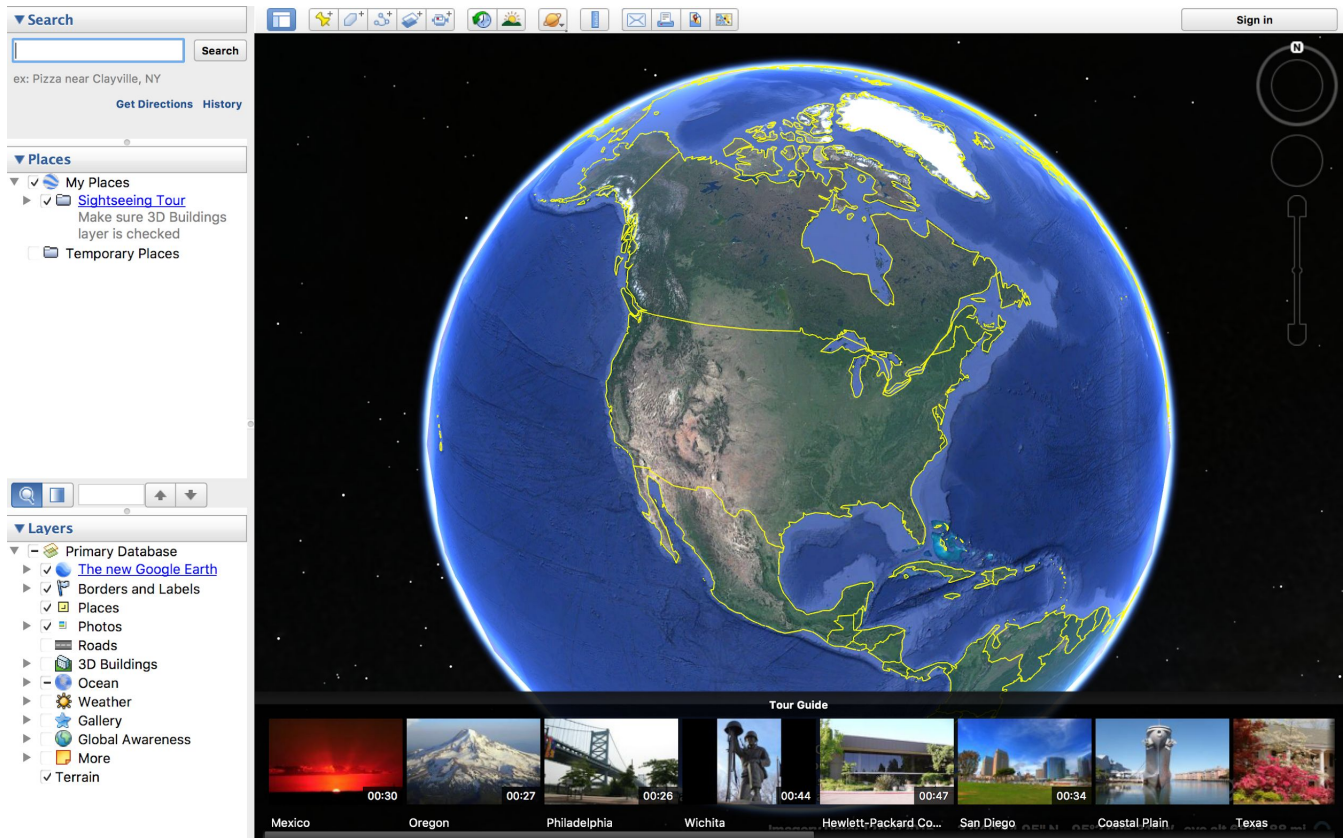 Search
Search
ex: Pizza near Clayville, NY
Get Directions History
Places
My Places
Sightseeing Tour
Make sure 3D Buildings
layer is checked
Temporary Places
Layers
Primary Database
The new Google Earth
Borders and Labels
Places
Photos
Roads
3D Buildings
Ocean
Weather
Gallery
Global Awareness
More
Terrain
Sign in
N
Tour Guide
00:30
00:27
00:26
00:44
00:47
00:34
Mexico
Oregon
Philadelphia
Wichita
Hewlett-Packard Co...
San Diego
Coastal Plain
Texas